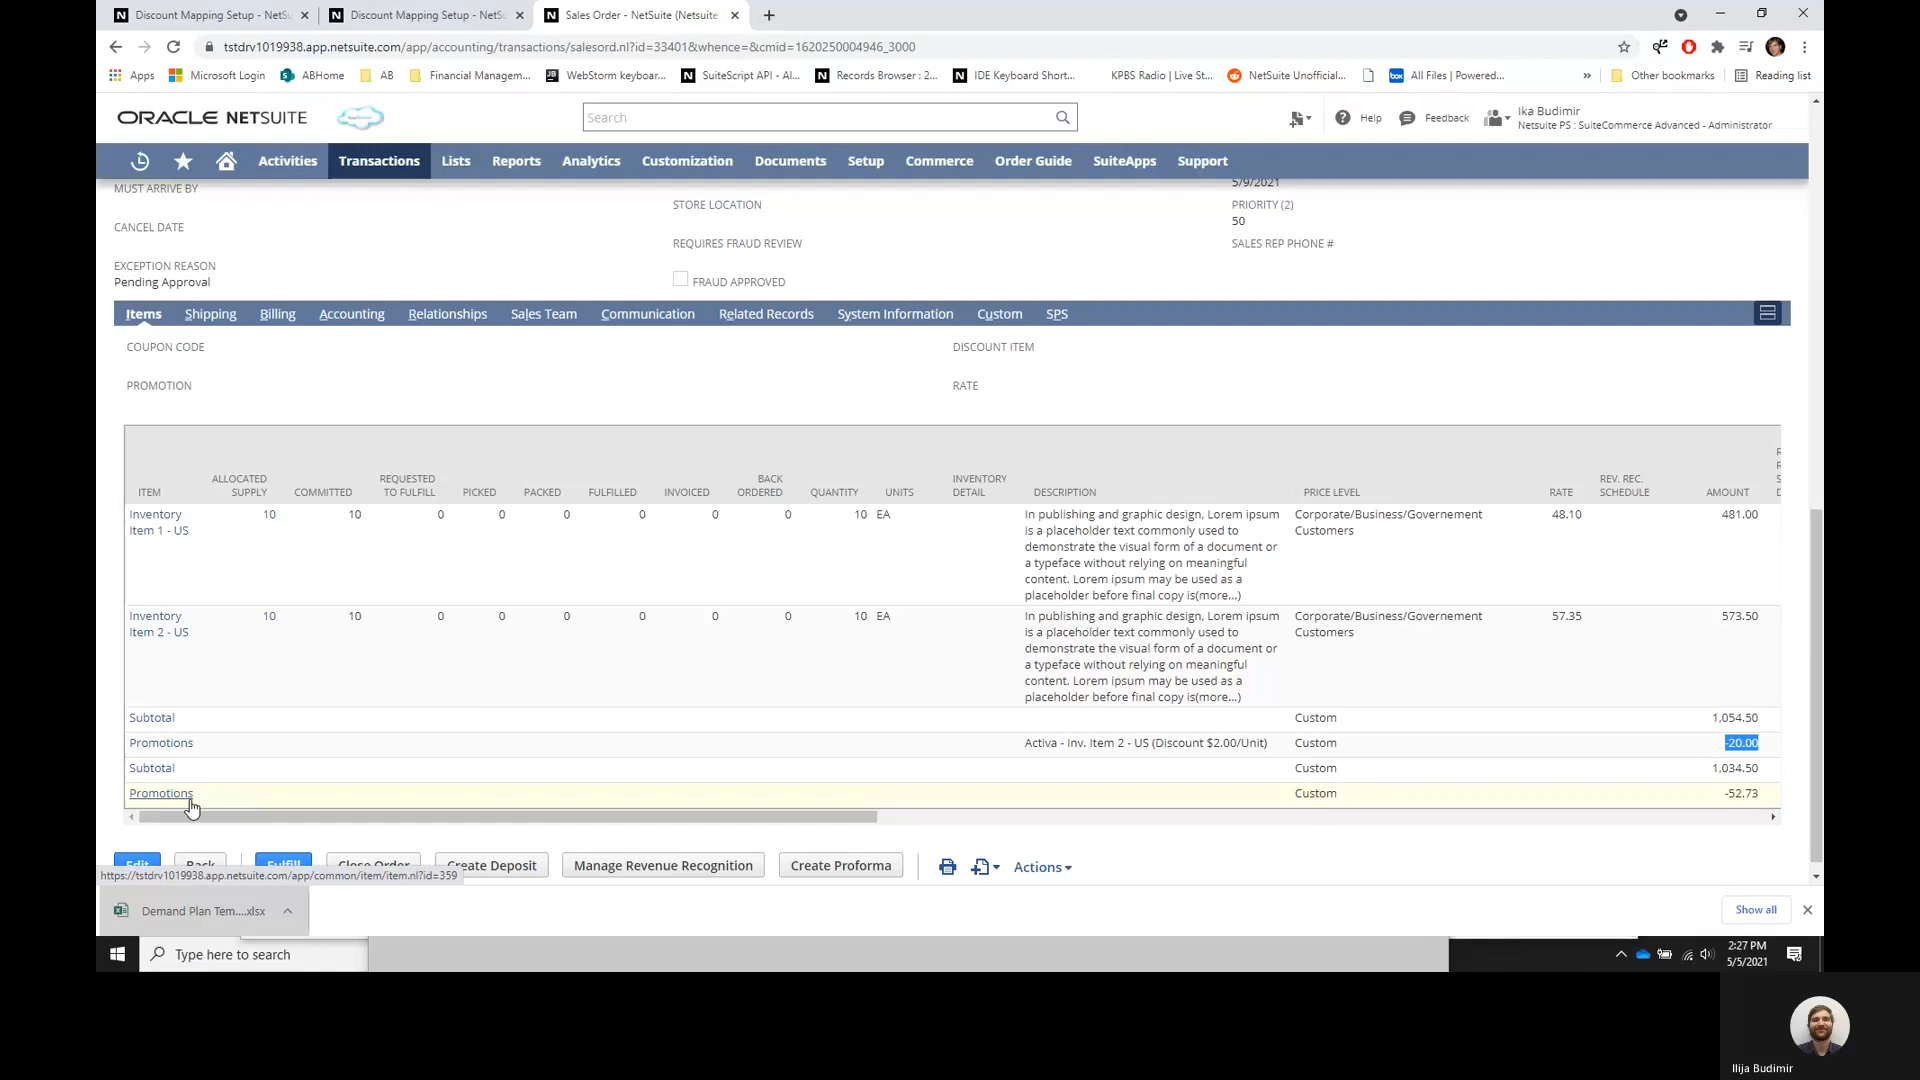 Discount Mapping Setup - NetSu
Discount Mapping Setup - NetSu
Sales Order - NetSuite (Netsuite
tstdrv1019938.app.netsuite.com/app/accounting/transactions/salesord.nl?id=33401&whence=&cmid=1620250004946_3000
Apps
Microsoft Login
ABHome
AB
Financial Managem...
WebStorm keyboar...
SuiteScript API - Al...
Records Browser : 2...
IDE Keyboard Short...
KPBS Radio | Live St...
NetSuite Unofficial...
All Files | Powered...
»
Other bookmarks
Reading list
ORACLE NETSUITE
Search
Help
Feedback
Ika Budimir
Netsuite PS : SuiteCommerce Advanced - Administrator
Activities
Transactions
Lists
Reports
Analytics
Customization
Documents
Setup
Commerce
Order Guide
SuiteApps
Support
MUST ARRIVE BY
5/9/2021
STORE LOCATION
PRIORITY (2)
50
CANCEL DATE
REQUIRES FRAUD REVIEW
SALES REP PHONE #
EXCEPTION REASON
Pending Approval
FRAUD APPROVED
Items
Shipping
Billing
Accounting
Relationships
Sales Team
Communication
Related Records
System Information
Custom
SPS
COUPON CODE
DISCOUNT ITEM
PROMOTION
RATE
ITEM
ALLOCATED
SUPPLY
COMMITTED
REQUESTED
TO FULFILL
PICKED
PACKED
FULFILLED
INVOICED
BACK
ORDERED
QUANTITY
UNITS
INVENTORY
DETAIL
DESCRIPTION
PRICE LEVEL
RATE
REV. REC.
SCHEDULE
AMOUNT
Inventory
Item 1 - US
10
10
0
0
0
0
0
0
10
EA
In publishing and graphic design, Lorem ipsum
is a placeholder text commonly used to
demonstrate the visual form of a document or
a typeface without relying on meaningful
content. Lorem ipsum may be used as a
placeholder before final copy is(more...)
Corporate/Business/Governement
Customers
48.10
481.00
Inventory
Item 2 - US
10
10
0
0
0
0
0
0
10
EA
In publishing and graphic design, Lorem ipsum
is a placeholder text commonly used to
demonstrate the visual form of a document or
a typeface without relying on meaningful
content. Lorem ipsum may be used as a
placeholder before final copy is(more...)
Corporate/Business/Governement
Customers
57.35
573.50
Subtotal
Custom
1,054.50
Promotions
Activa - Inv. Item 2 - US (Discount $2.00/Unit)
Custom
-20.00
Subtotal
Custom
1,034.50
Promotions
Custom
-52.73
Edit
Back
Fulfill
Close Order
Create Deposit
Manage Revenue Recognition
Create Proforma
Actions
https://tstdrv1019938.app.netsuite.com/app/common/item/item.nl?id=359
Demand Plan Tem....xlsx
Show all
Type here to search
2:27 PM
5/5/2021
Ilija Budimir